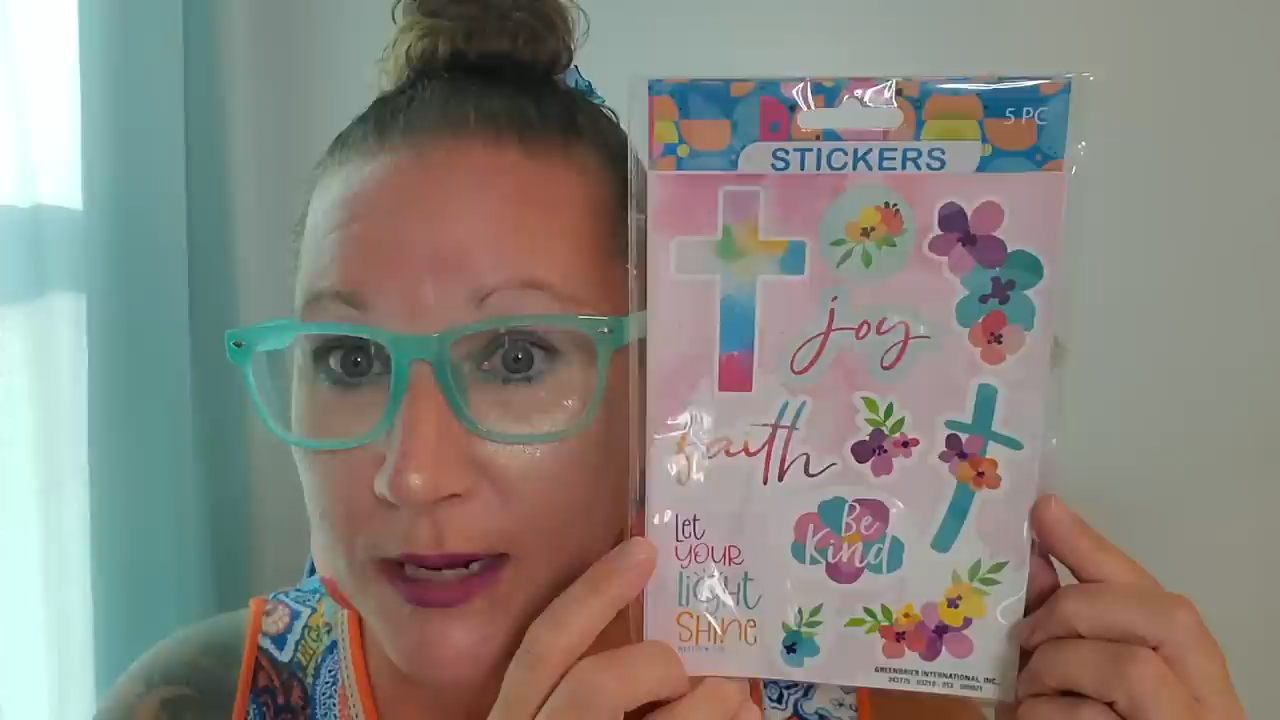 5 PC
STICKERS
joy
faith
Let
YOUR
light
SHINE
Be
Kind
GREENBRIER INTERNATIONAL, INC.